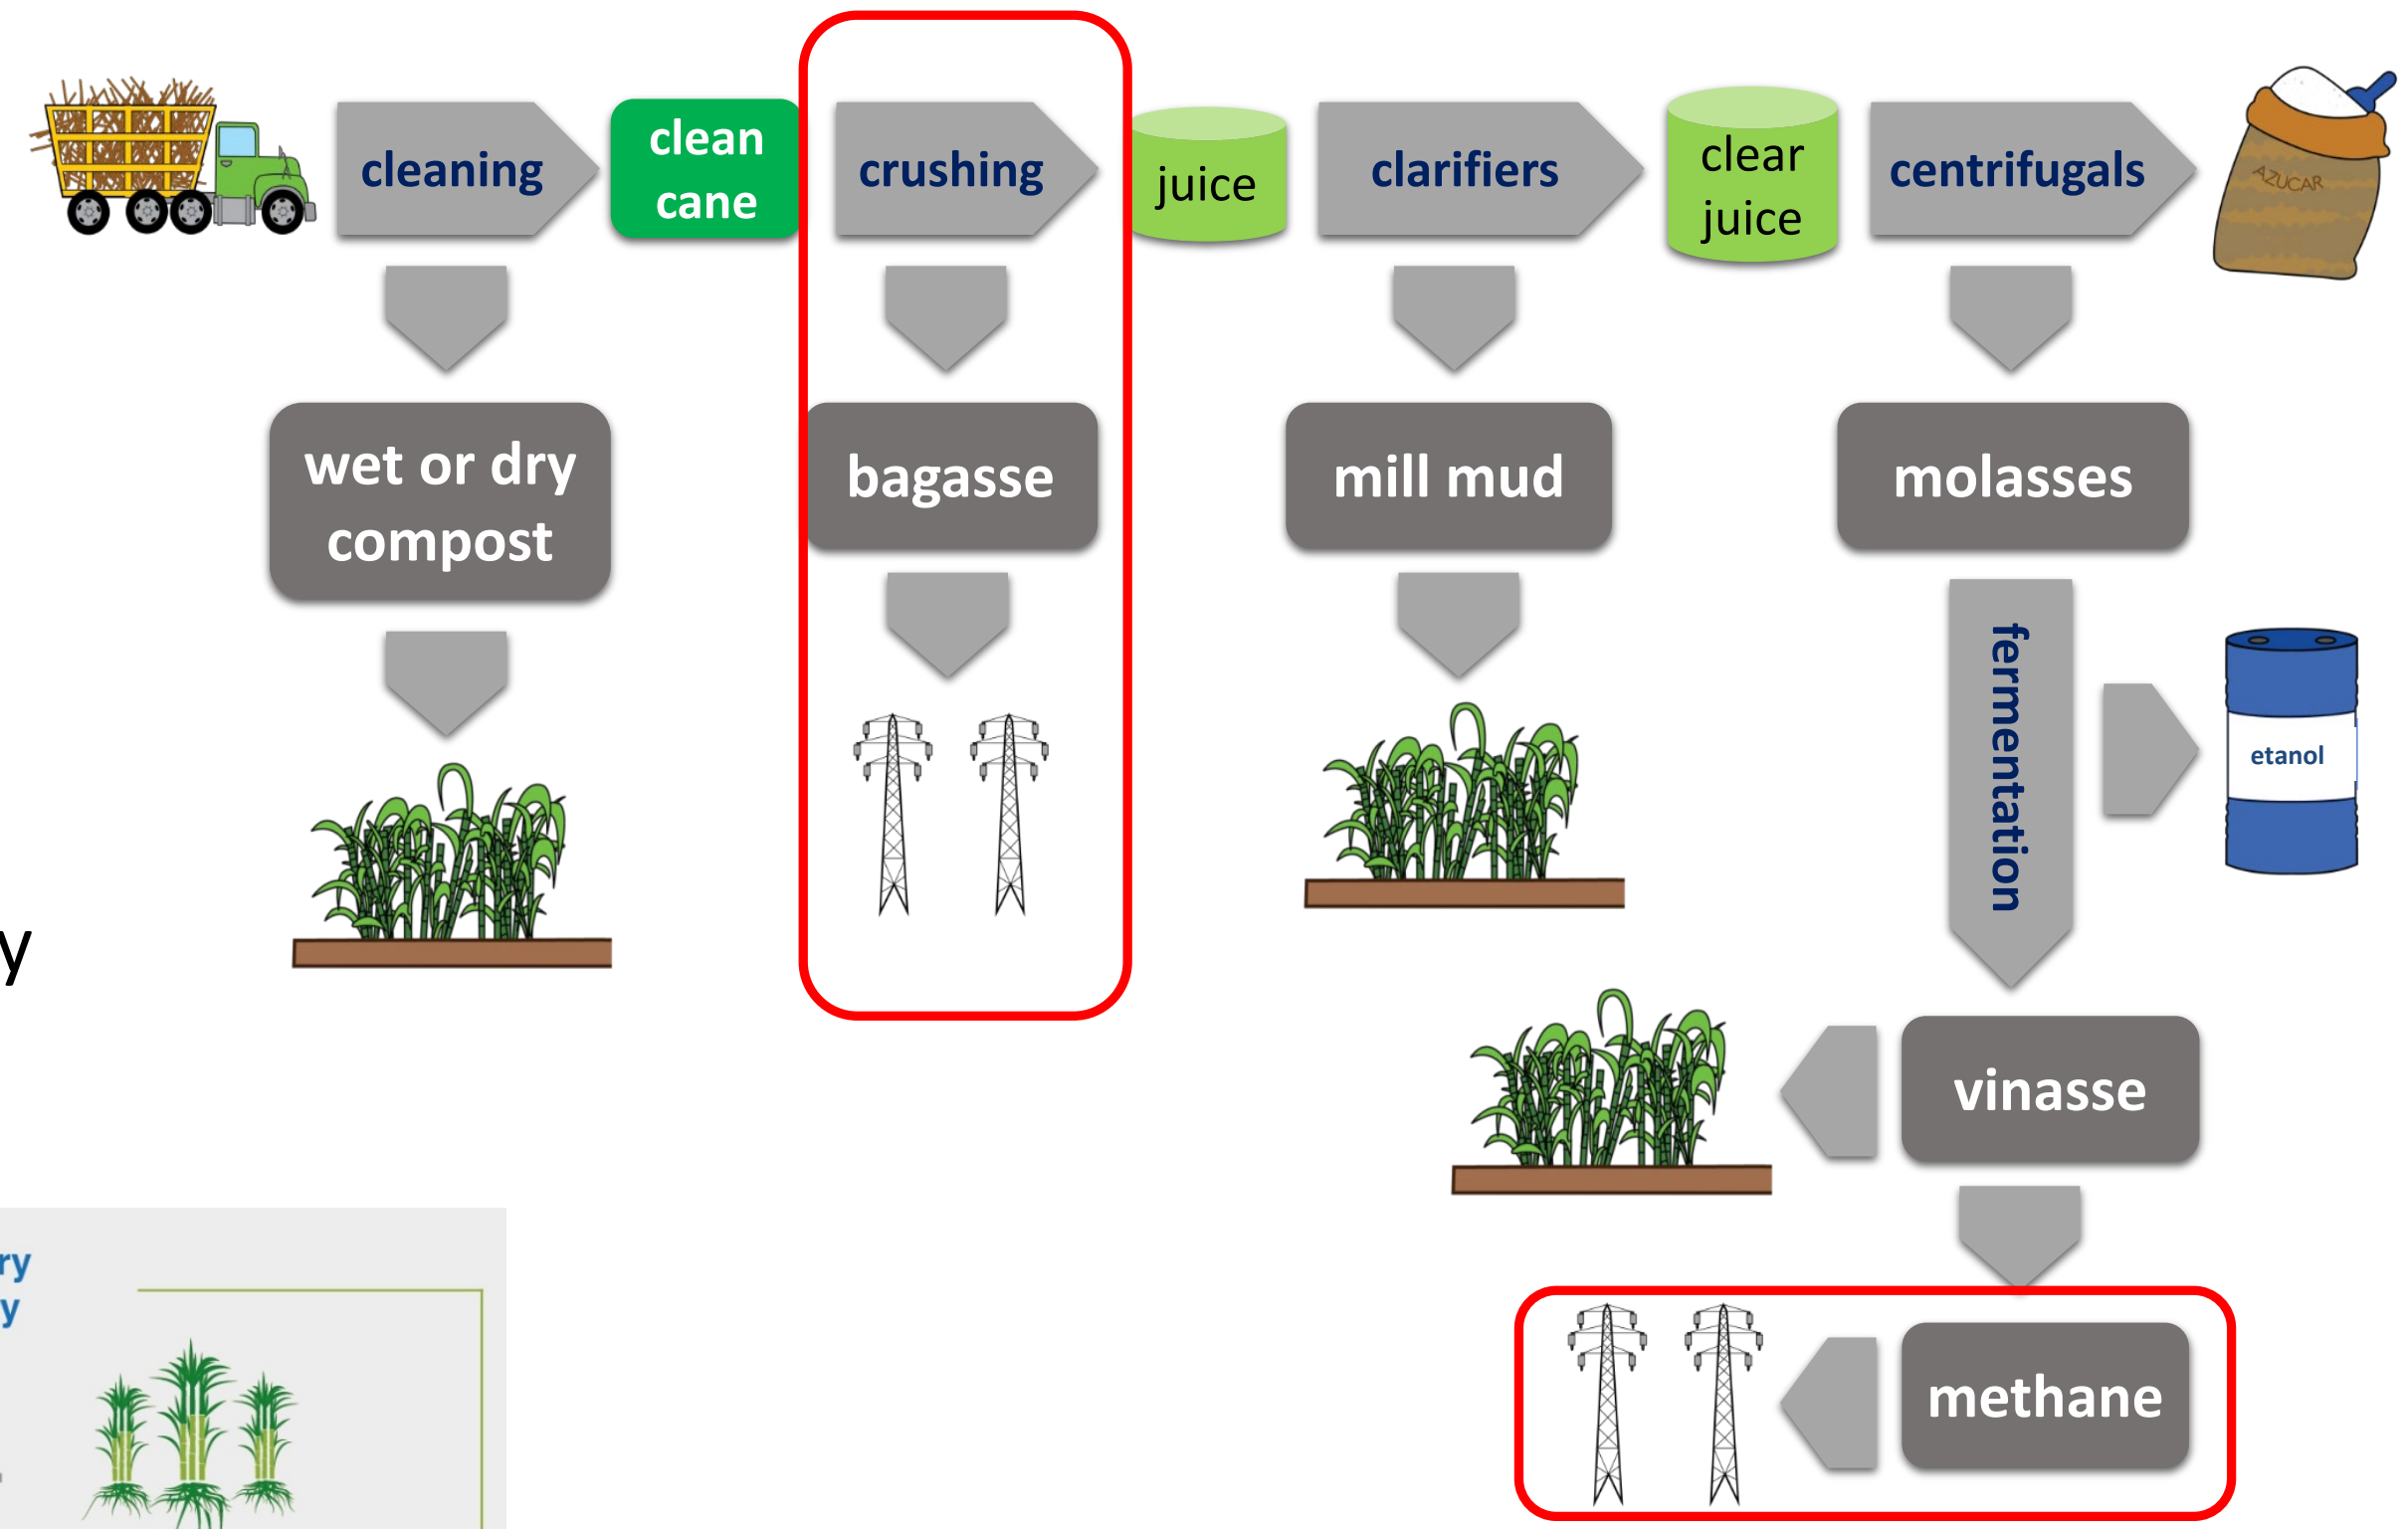 cleaning
clean
cane
crushing
juice
clarifiers
clear
juice
centrifugals
AZUCAR
wet or dry
compost
bagasse
mill mud
molasses
fermentation
etanol
vinasse
methane